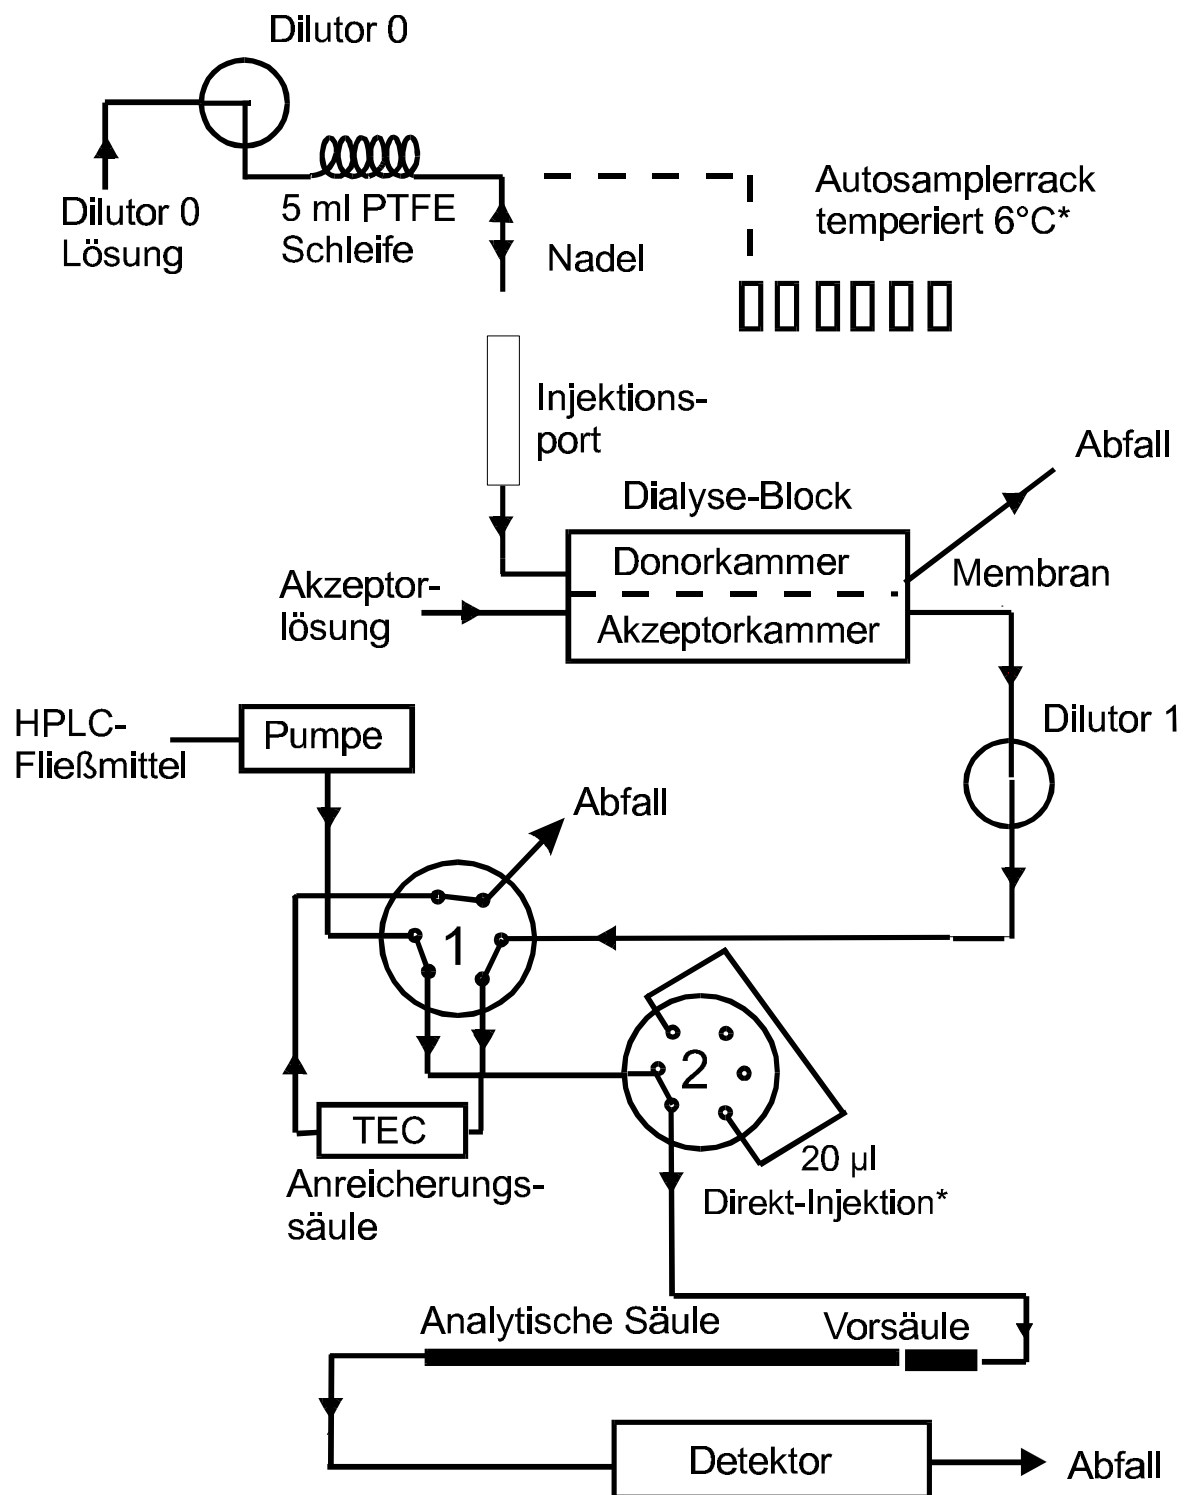 Dilutor 0
Dilutor 0
Lösung
5 ml PTFE
Schleife
Nadel
Autosamplerrack
temperiert 6°C*
Injektions-
port
Abfall
Dialyse-Block
Donorkammer
Membran
Akzeptor-
lösung
Akzeptorkammer
HPLC-
Fließmittel
Pumpe
Dilutor 1
Abfall
1
2
TEC
Anreicherungs-
säule
20 µl
Direkt-Injektion*
Analytische Säule
Vorsäule
Detektor
Abfall